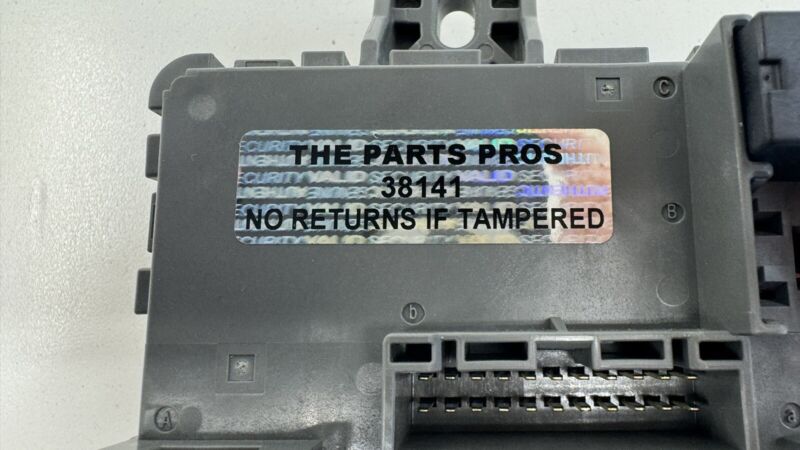 C
THE PARTS PROS
38141
NO RETURNS IF TAMPERED
B
b
A
a